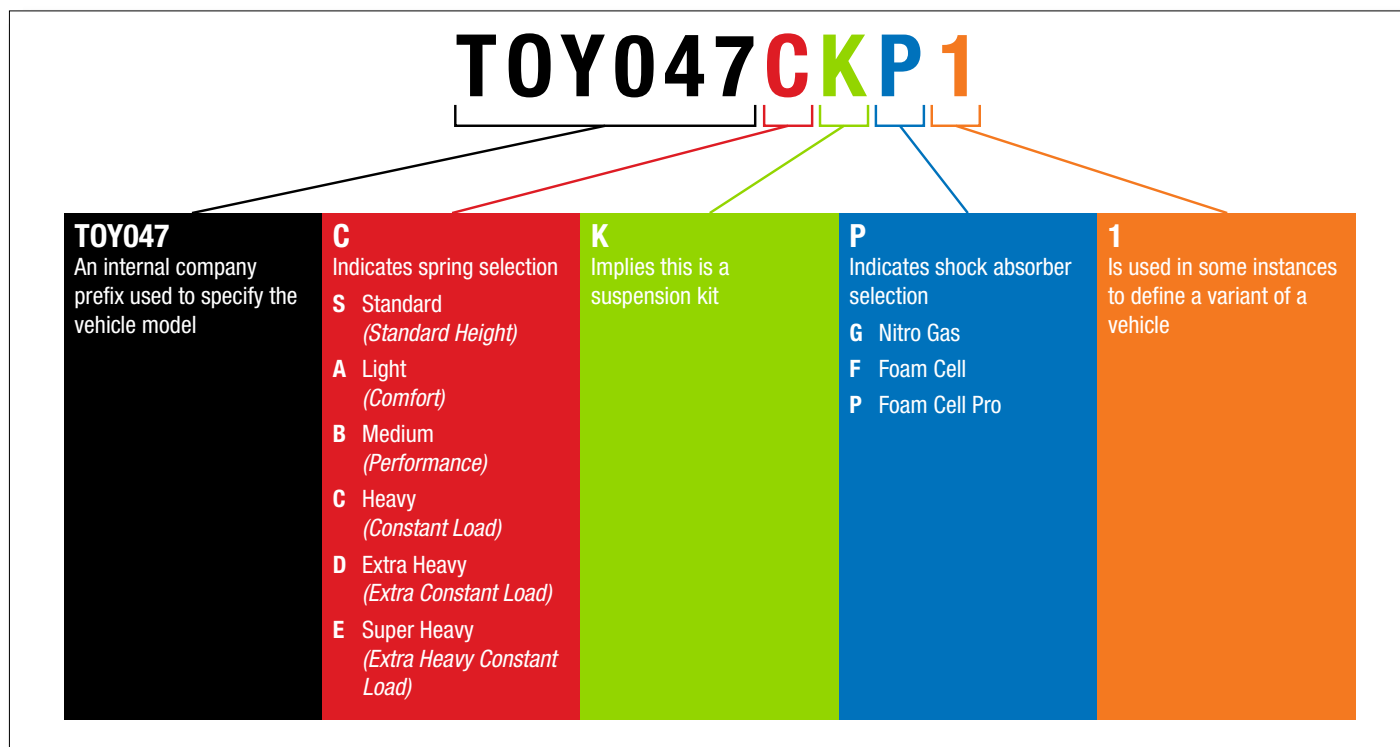 TOY047CKP1
TOY047
An internal company
prefix used to specify the
vehicle model
C
Indicates spring selection
S Standard
(Standard Height)
A Light
(Comfort)
B Medium
(Performance)
C Heavy
(Constant Load)
D Extra Heavy
(Extra Constant Load)
E Super Heavy
(Extra Heavy Constant
Load)
K
Implies this is a
suspension kit
P
Indicates shock absorber
selection
G Nitro Gas
F Foam Cell
P Foam Cell Pro
1
Is used in some instances
to define a variant of a
vehicle